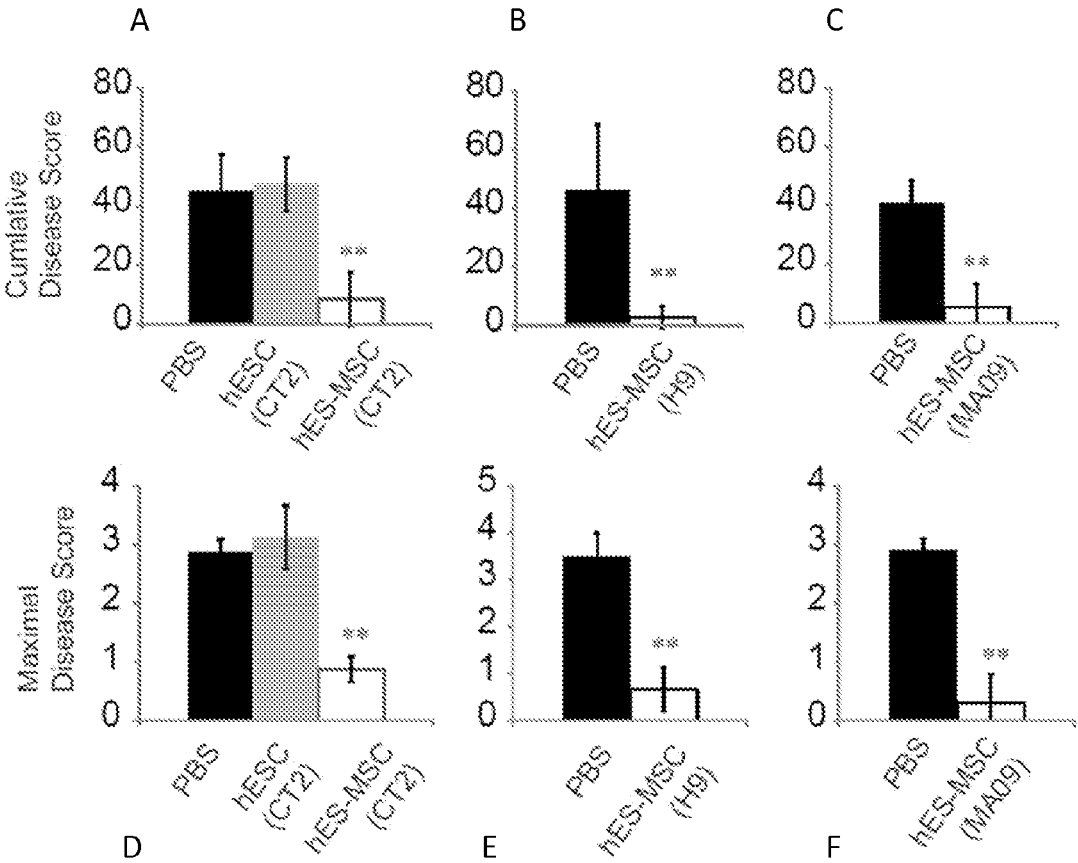 A
B
C
Cumlative
Disease Score
80
60
40
20
0
**
PBS
hESC
(CT2)
hES-MSC
(CT2)
80
60
40
20
0
**
PBS
hES-MSC
(H9)
80
60
40
20
0
**
PBS
hES-MSC
(MA09)
Maximal
Disease Score
4
3
2
1
0
**
PBS
hESC
(CT2)
hES-MSC
(CT2)
5
4
3
2
1
0
**
PBS
hES-MSC
(H9)
4
3
2
1
0
**
PBS
hES-MSC
(MA09)
D
E
F